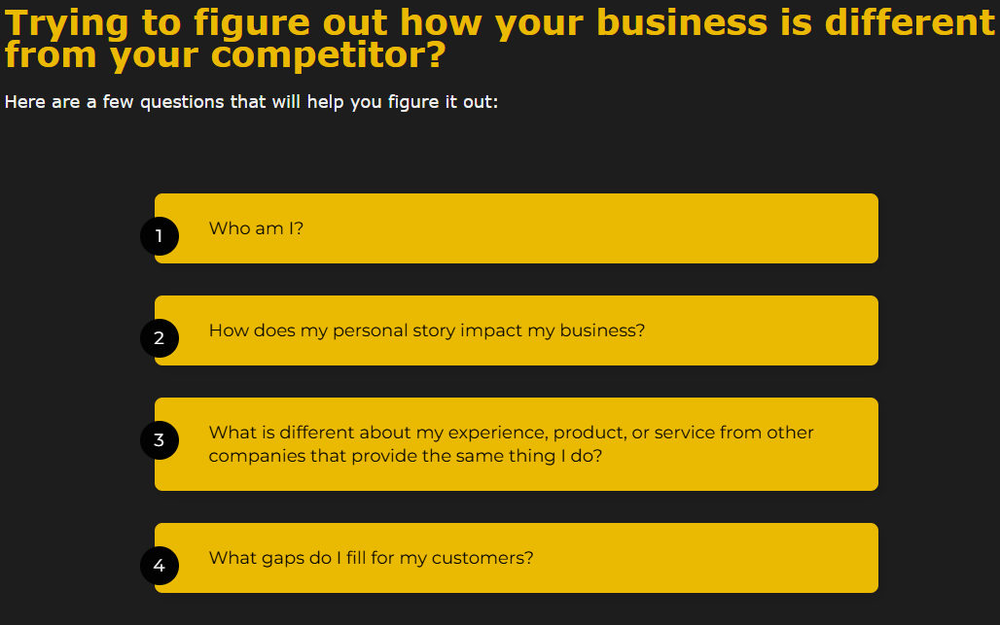 Trying to figure out how your business is different
from your competitor?
Here are a few questions that will help you figure it out:
1
Who am I?
2
How does my personal story impact my business?
3
What is different about my experience, product, or service from other
companies that provide the same thing I do?
4
What gaps do I fill for my customers?